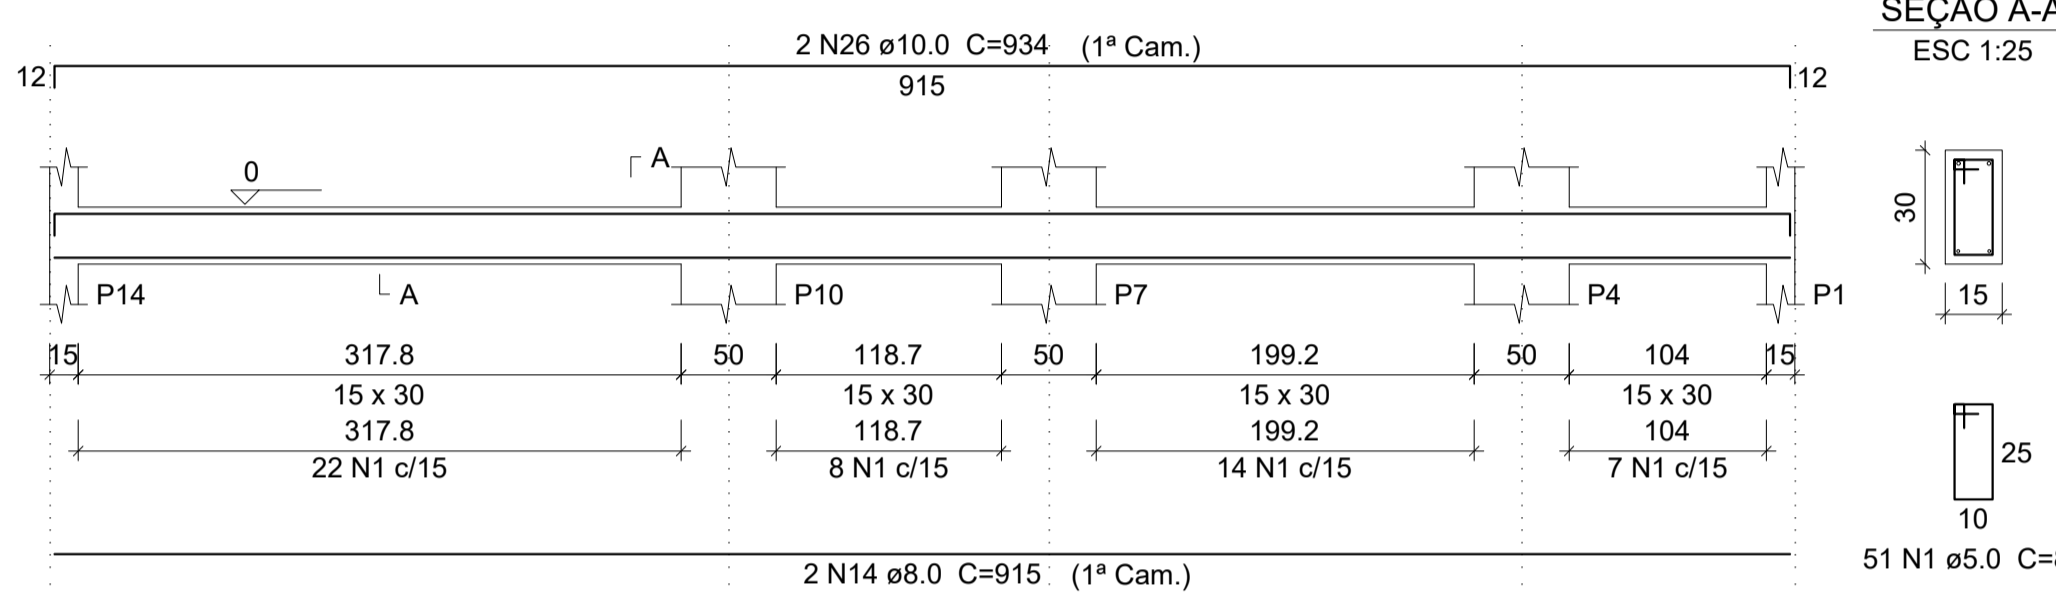 SEÇÃO A-A
ESC 1:25
2 N26 ø10.0 C=934 (1ª Cam.)
12
915
12
0
A
A
P14
P10
P7
P4
P1
15 317.8 50 118.7 50 199.2 50 104 15
15 x 30 15 x 30 15 x 30 15 x 30
317.8 118.7 199.2 104
22 N1 c/15 8 N1 c/15 14 N1 c/15 7 N1 c/15
2 N14 ø8.0 C=915 (1ª Cam.)
30
15
25
10
51 N1 ø5.0 C=